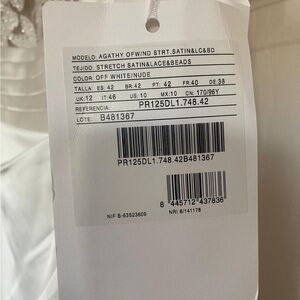 MODELO: AGATHY OFW/ND STRT.SATIN&LC&BD
TEJIDO: STRETCH SATIN&LACE&BEADS
COLOR: OFF WHITE/NUDE
TALLA ES:42 BR:42 PT:42 FR:40 DE:38
UK:12 IT:46 US:10 MX:10 CN:170/96Y
REFERENCIA: PR125DL1.748.42
LOTE: B481367
PR125DL1.748.42B481367
8 445712 437836
NIF B-63523609 NRI 8/141178